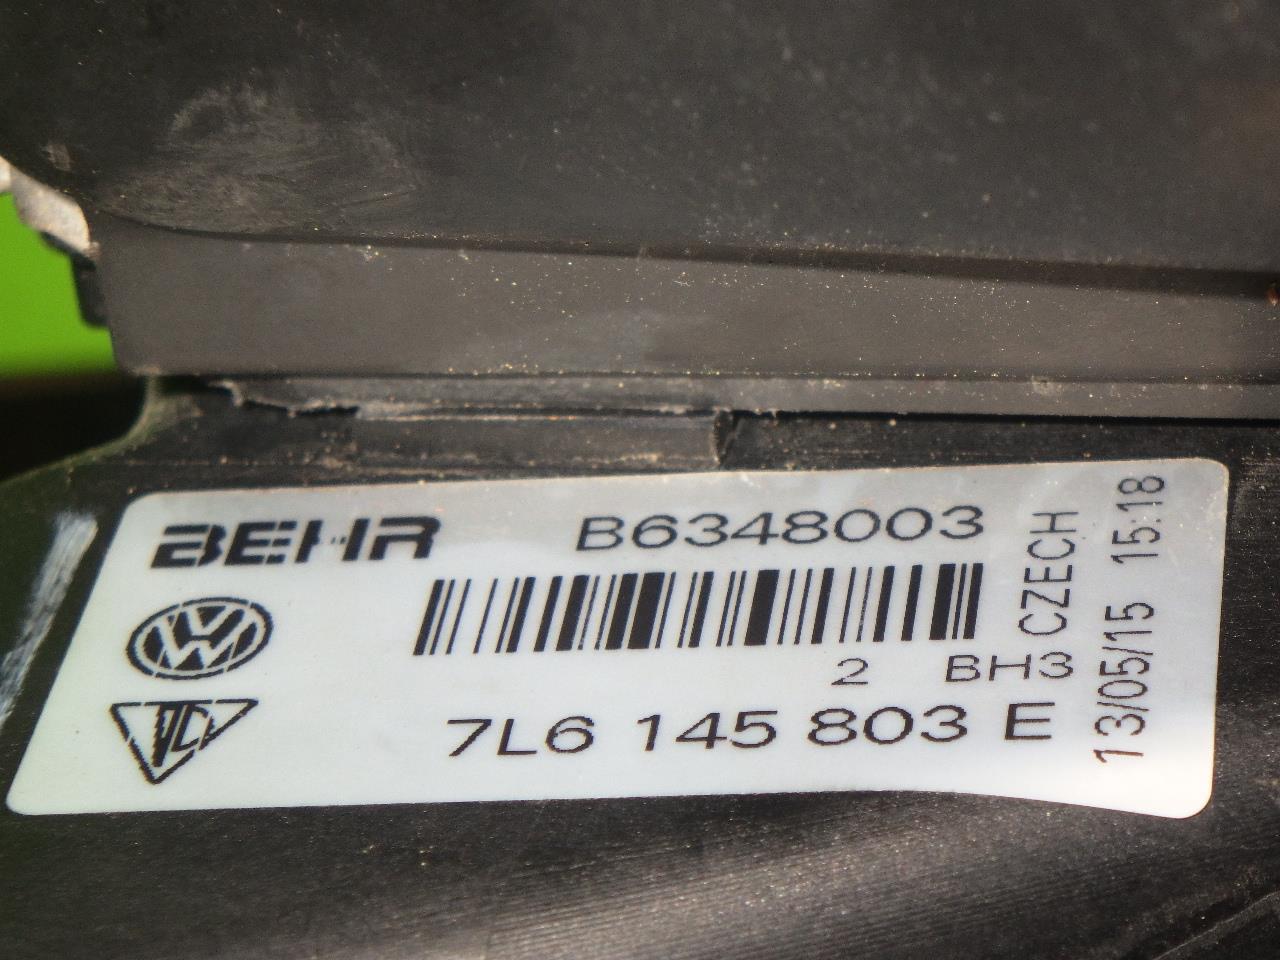 BEHR
B6348003
2 BH3
7L6 145 803 E
CZECH
13/05/15 15:18